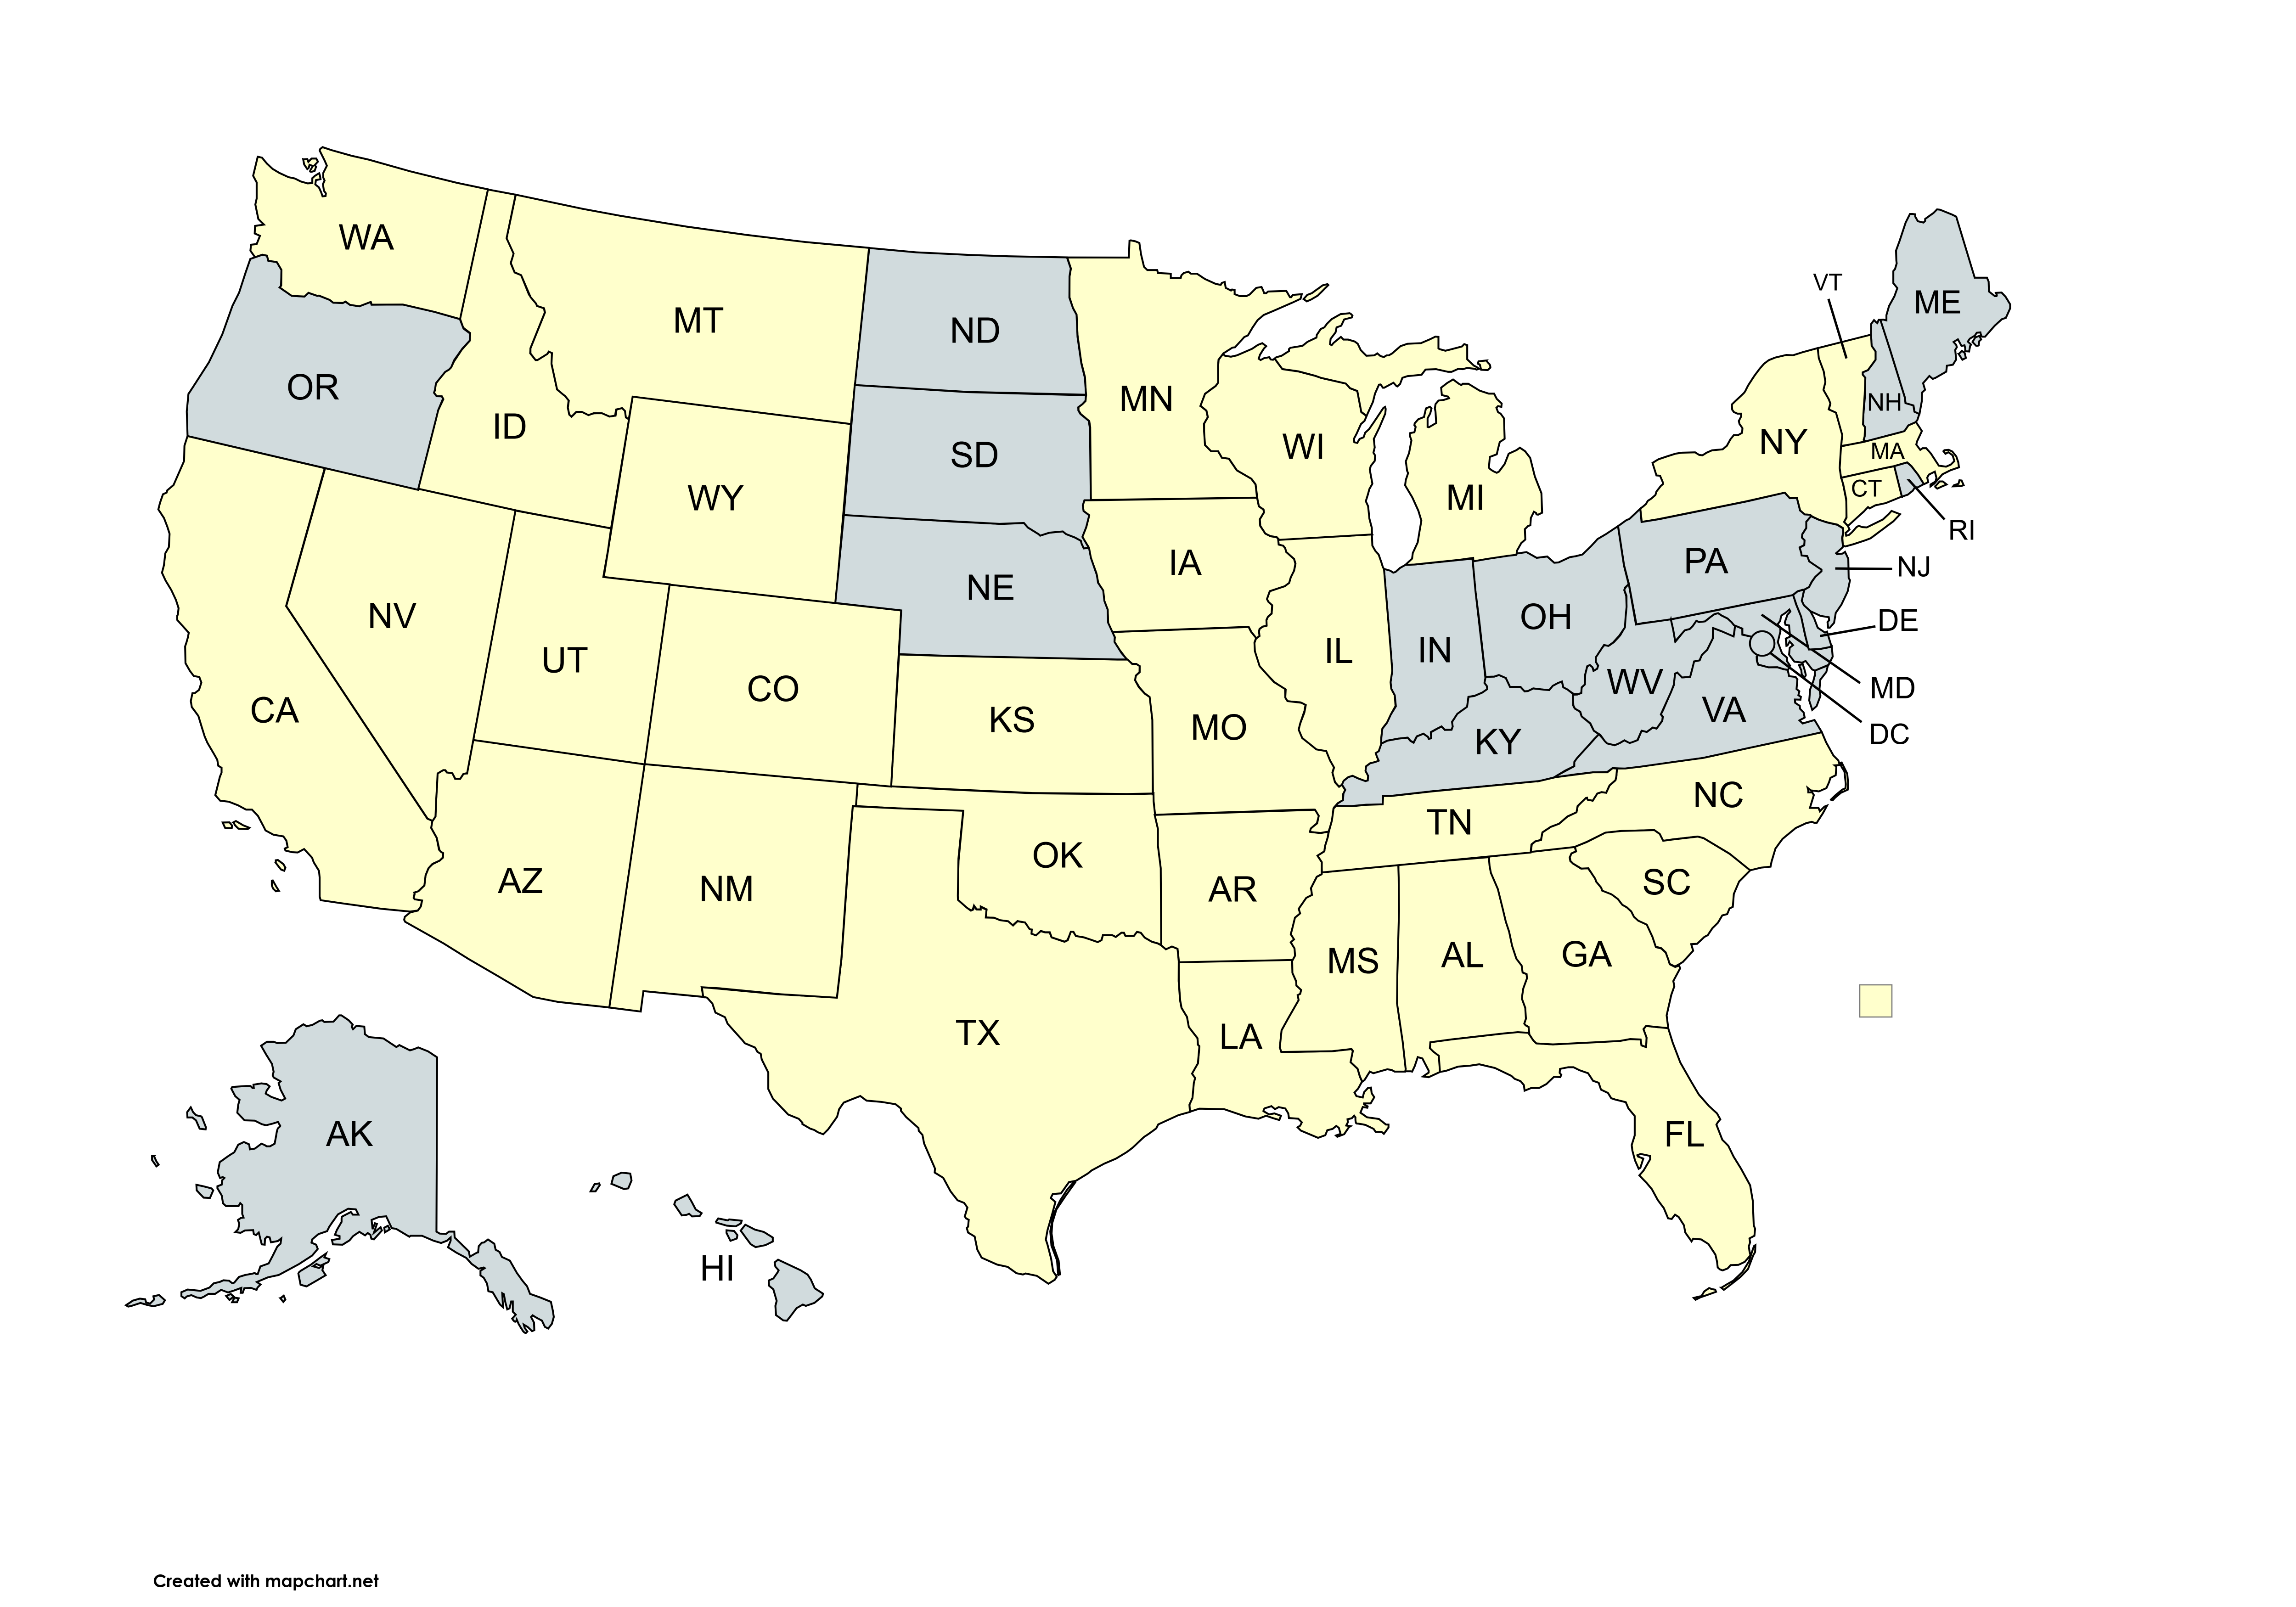 WA
MT
ND
MN
VT
ME
OR
ID
WY
SD
WI
MI
NY
NH
MA
CT
RI
NV
UT
CO
NE
IA
IL
IN
OH
PA
NJ
DE
MD
DC
CA
KS
MO
KY
WV
VA
AZ
NM
OK
AR
TN
NC
SC
TX
LA
MS
AL
GA
FL
AK
HI
Created with mapchart.net